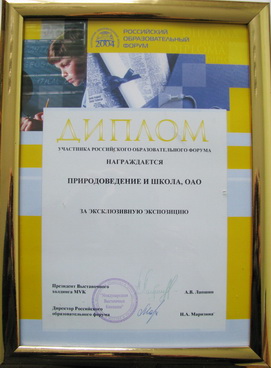 2004
РОССИЙСКИЙ
ОБРАЗОВАТЕЛЬНЫЙ
ФОРУМ
ДИПЛОМ
УЧАСТНИКА РОССИЙСКОГО ОБРАЗОВАТЕЛЬНОГО ФОРУМА
НАГРАЖДАЕТСЯ
ПРИРОДОВЕДЕНИЕ И ШКОЛА, ОАО
ЗА ЭКСКЛЮЗИВНУЮ ЭКСПОЗИЦИЮ
Президент Выставочного
холдинга МVK
А.В.
Директор Российского
образовательного форума
Н.А.